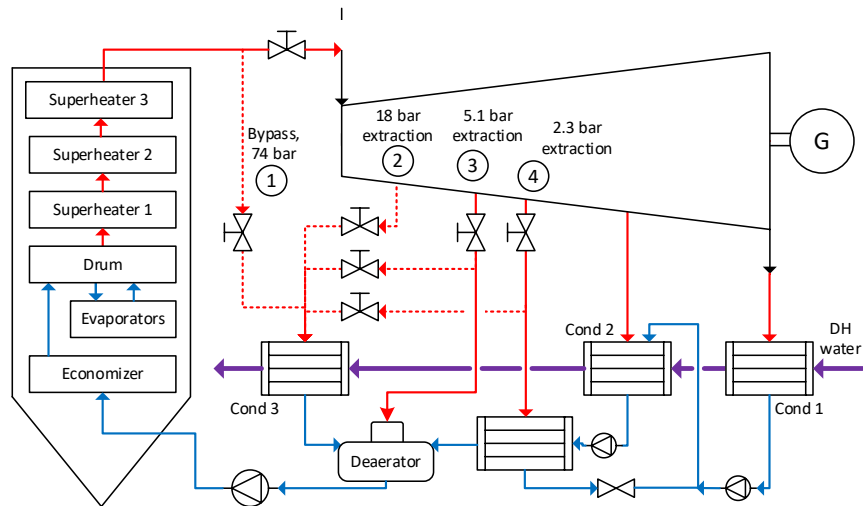 Superheater 3
Superheater 2
Superheater 1
Drum
Evaporators
Economizer
Bypass,
74 bar
1
18 bar
extraction
2
5.1 bar
extraction
3
2.3 bar
extraction
4
G
Cond 3
Cond 2
Cond 1
DH
water
Deaerator